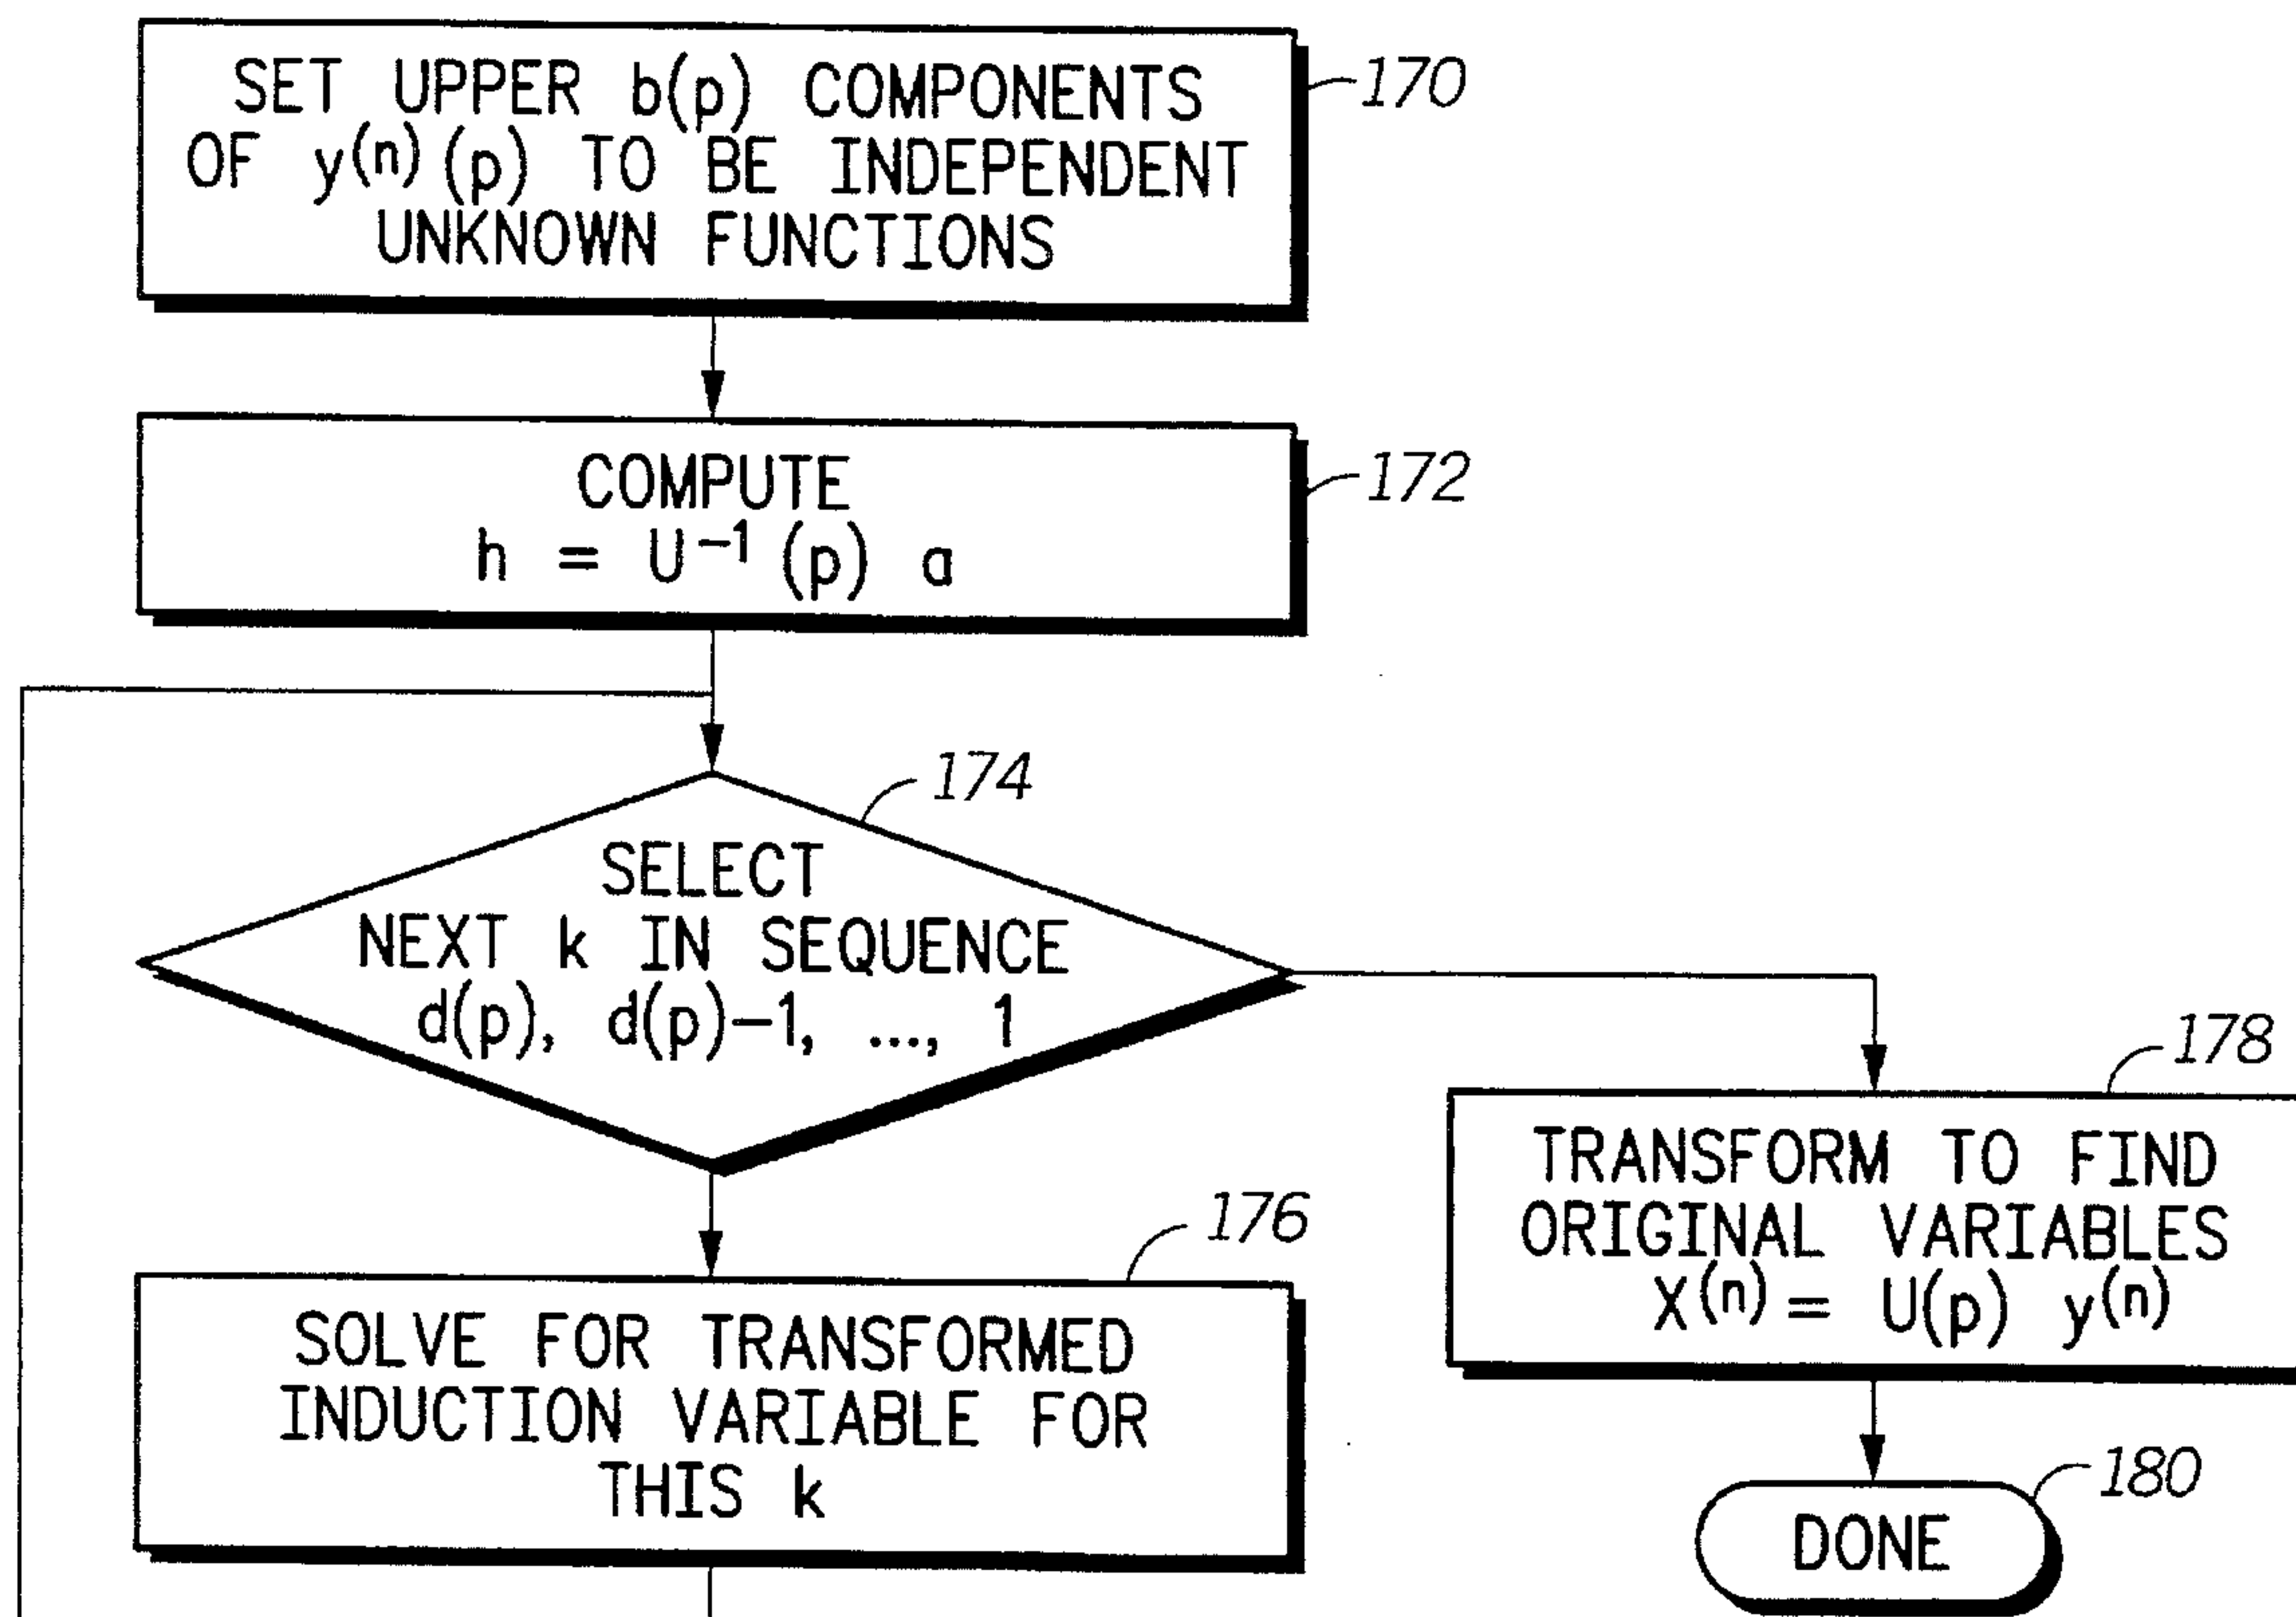 SET UPPER b(p) COMPONENTS
OF y⁽ⁿ⁾(p) TO BE INDEPENDENT
UNKNOWN FUNCTIONS
170
COMPUTE
h = U⁻¹ (p) a
172
174
SELECT
NEXT k IN SEQUENCE
d(p), d(p)-1, ..., 1
176
SOLVE FOR TRANSFORMED
INDUCTION VARIABLE FOR
THIS k
178
TRANSFORM TO FIND
ORIGINAL VARIABLES
X⁽ⁿ⁾ = U(p) y⁽ⁿ⁾
180
DONE